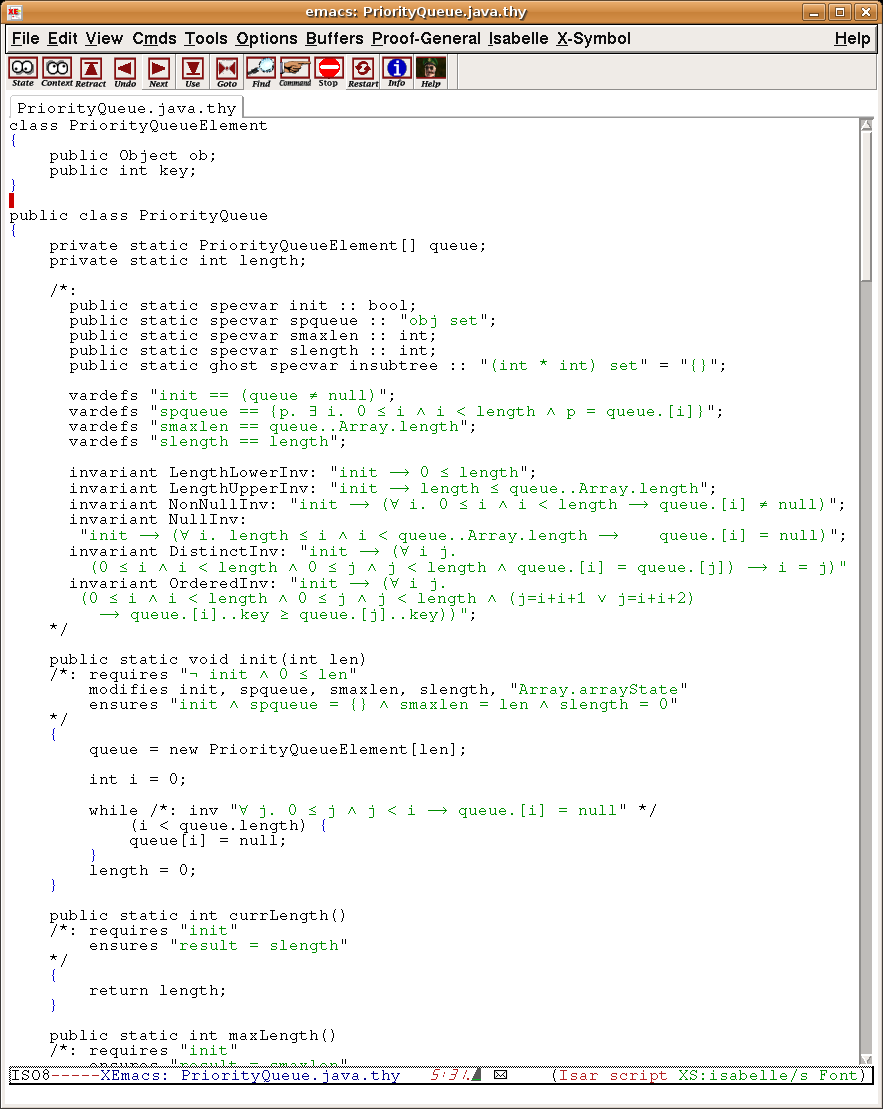 emacs: PriorityQueue.java.thy
File Edit View Cmds Tools Options Buffers Proof-General Isabelle X-Symbol Help
State Context Retract Undo Next Use Goto Find Command Stop Restart Info Help
PriorityQueue.java.thy
class PriorityQueueElement
{
    public Object ob;
    public int key;
}
public class PriorityQueue
{
    private static PriorityQueueElement[] queue;
    private static int length;
    /*:
      public static specvar init :: bool;
      public static specvar spqueue :: "obj set";
      public static specvar smaxlen :: int;
      public static specvar slength :: int;
      public static ghost specvar insubtree :: "(int * int) set" = "{}";
      vardefs "init == (queue ≠ null)";
      vardefs "spqueue == {p. ∃ i. 0 ≤ i ∧ i < length ∧ p = queue.[i]}";
      vardefs "smaxlen == queue..Array.length";
      vardefs "slength == length";
      invariant LengthLowerInv: "init ⟶ 0 ≤ length";
      invariant LengthUpperInv: "init ⟶ length ≤ queue..Array.length";
      invariant NonNullInv: "init ⟶ (∀ i. 0 ≤ i ∧ i < length ⟶ queue.[i] ≠ null)";
      invariant NullInv:
       "init ⟶ (∀ i. length ≤ i ∧ i < queue..Array.length ⟶    queue.[i] = null)";
      invariant DistinctInv: "init ⟶ (∀ i j.
        (0 ≤ i ∧ i < length ∧ 0 ≤ j ∧ j < length ∧ queue.[i] = queue.[j]) ⟶ i = j)"
      invariant OrderedInv: "init ⟶ (∀ i j.
       (0 ≤ i ∧ i < length ∧ 0 ≤ j ∧ j < length ∧ (j=i+i+1 ∨ j=i+i+2)
         ⟶ queue.[i]..key ≥ queue.[j]..key))";
    */
    public static void init(int len)
    /*: requires "¬ init ∧ 0 ≤ len"
        modifies init, spqueue, smaxlen, slength, "Array.arrayState"
        ensures "init ∧ spqueue = {} ∧ smaxlen = len ∧ slength = 0"
    */
    {
        queue = new PriorityQueueElement[len];
        int i = 0;
        while /*: inv "∀ j. 0 ≤ j ∧ j < i ⟶ queue.[i] = null" */
            (i < queue.length) {
            queue[i] = null;
        }
        length = 0;
    }
    public static int currLength()
    /*: requires "init"
        ensures "result = slength"
    */
    {
        return length;
    }
    public static int maxLength()
    /*: requires "init"
        ensures "result = smaxlen"
ISO8-----XEmacs: PriorityQueue.java.thy 5:31 (Isar script XS:isabelle/s Font)